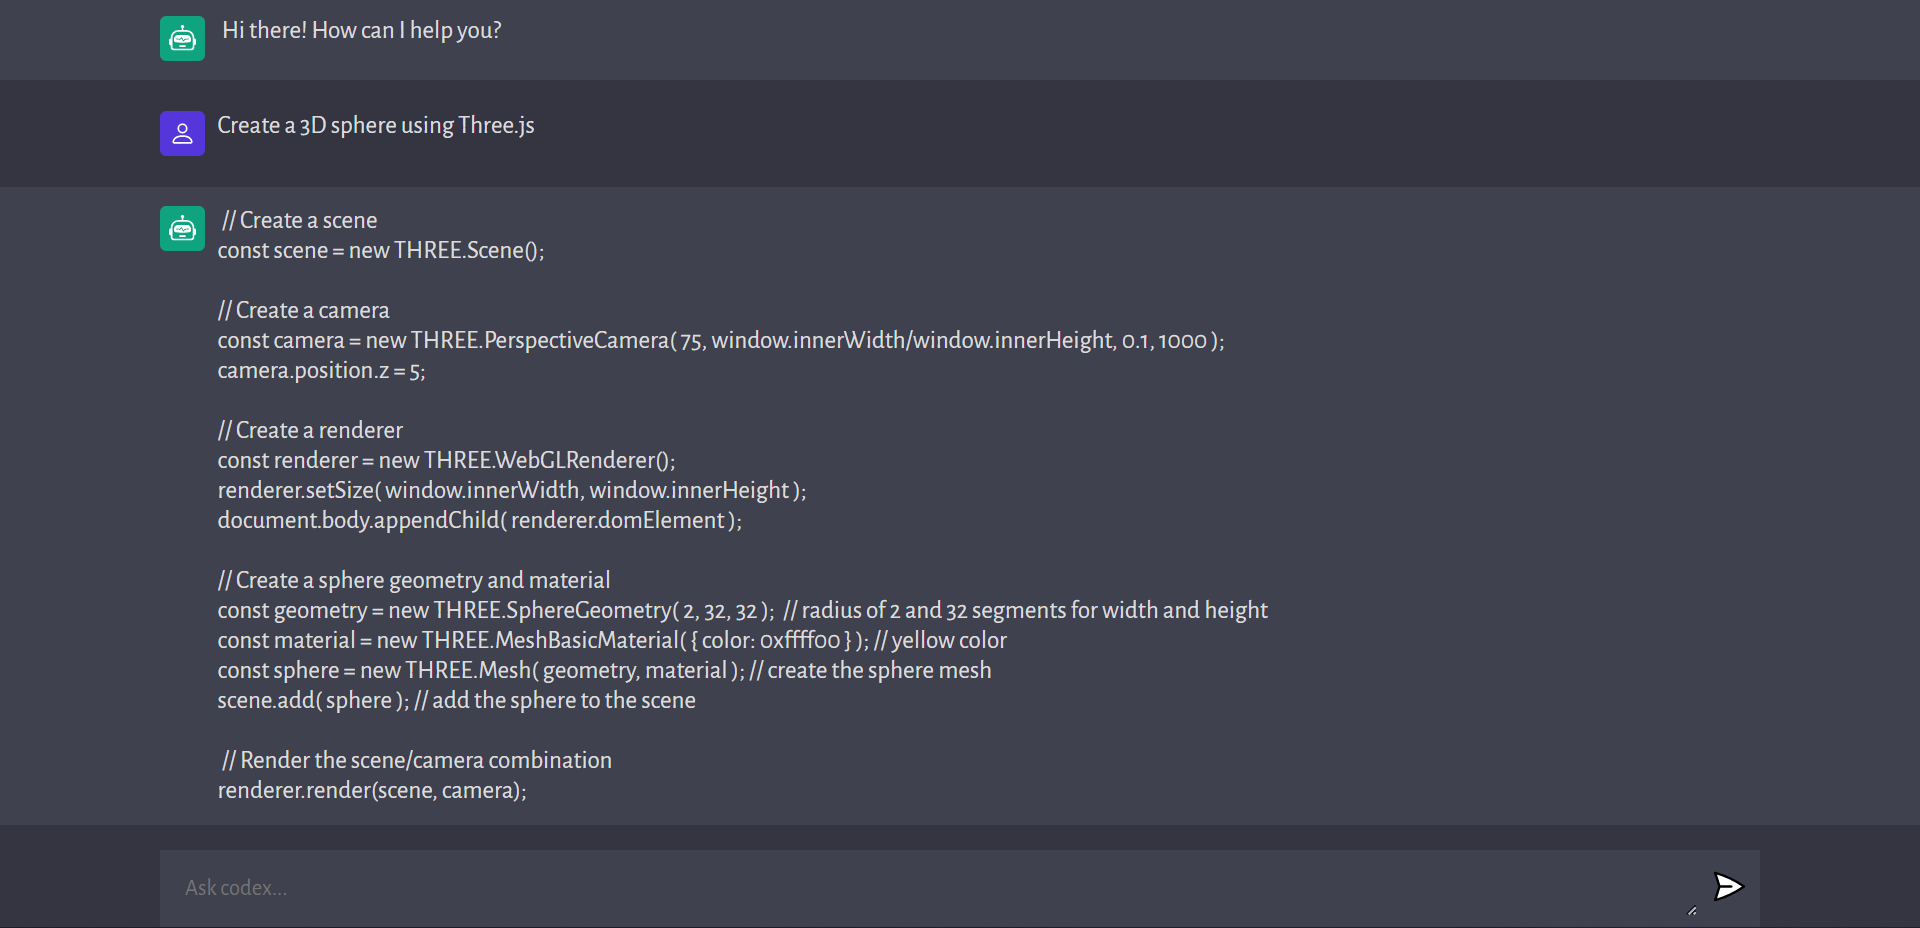 Hi there! How can I help you?
Create a 3D sphere using Three.js
// Create a scene
const scene = new THREE.Scene();
// Create a camera
const camera = new THREE.PerspectiveCamera( 75, window.innerWidth/window.innerHeight, 0.1, 1000 );
camera.position.z = 5;
// Create a renderer
const renderer = new THREE.WebGLRenderer();
renderer.setSize( window.innerWidth, window.innerHeight );
document.body.appendChild( renderer.domElement );
// Create a sphere geometry and material
const geometry = new THREE.SphereGeometry( 2, 32, 32 );  // radius of 2 and 32 segments for width and height
const material = new THREE.MeshBasicMaterial( { color: 0xffff00 } ); // yellow color
const sphere = new THREE.Mesh( geometry, material ); // create the sphere mesh
scene.add( sphere ); // add the sphere to the scene
// Render the scene/camera combination
renderer.render(scene, camera);
Ask codex...